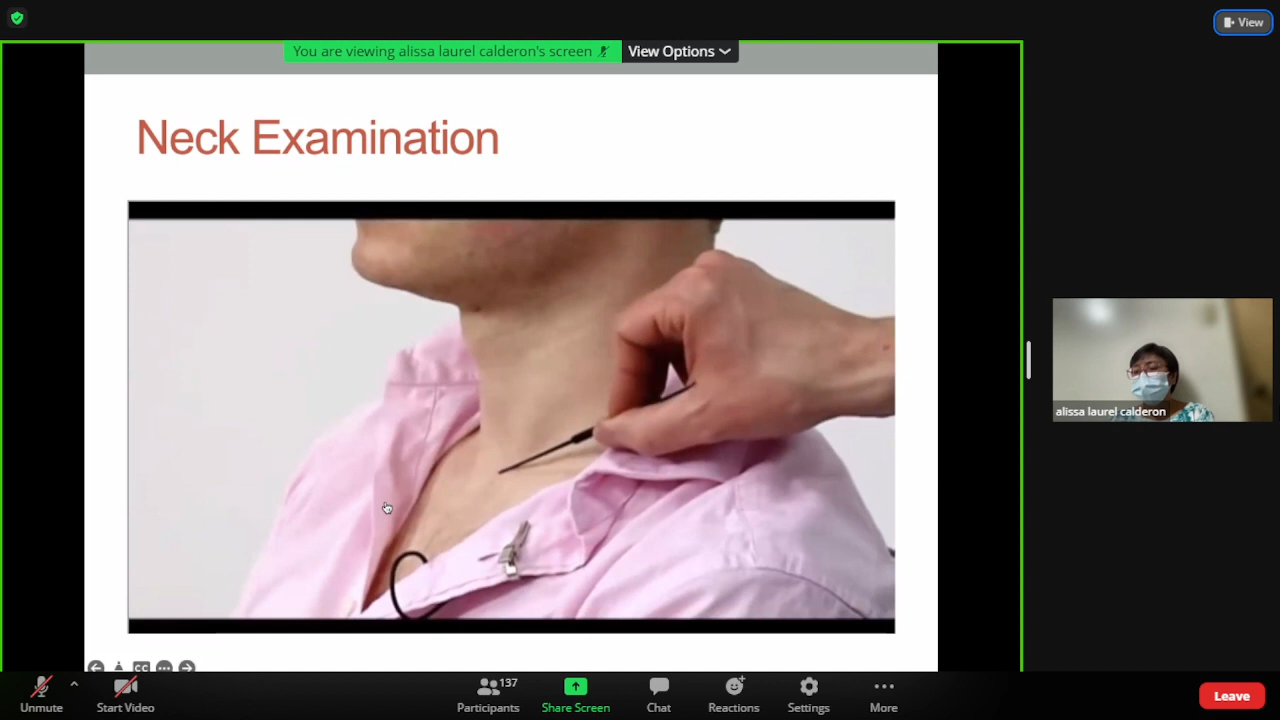 View
You are viewing alissa laurel calderon's screen
View Options
Neck Examination
alissa laurel calderon
CC
Unmute
Start Video
137
Participants
Share Screen
Chat
Reactions
Settings
More
Leave